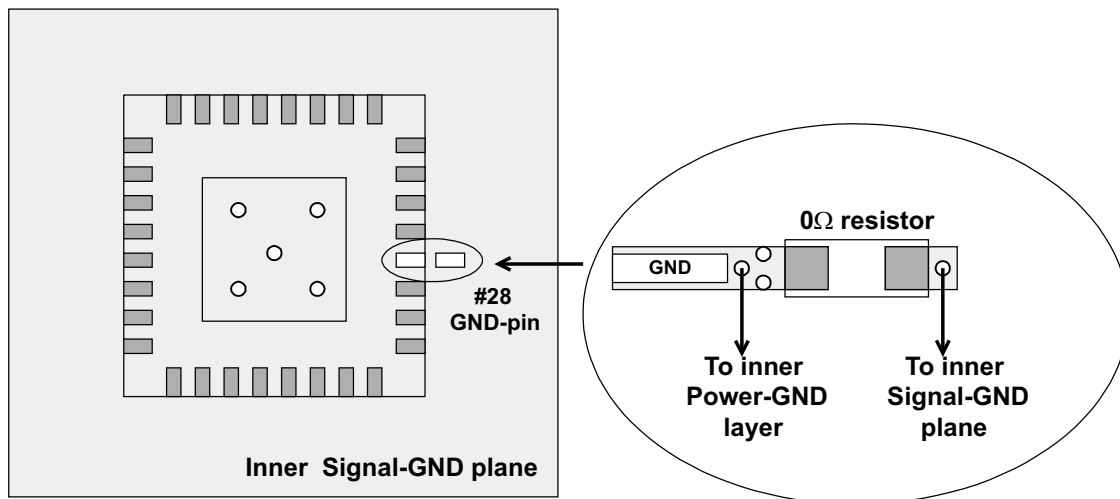 #28
GND-pin
Inner Signal-GND plane
0Ω resistor
GND
To inner
Power-GND
layer
To inner
Signal-GND
plane